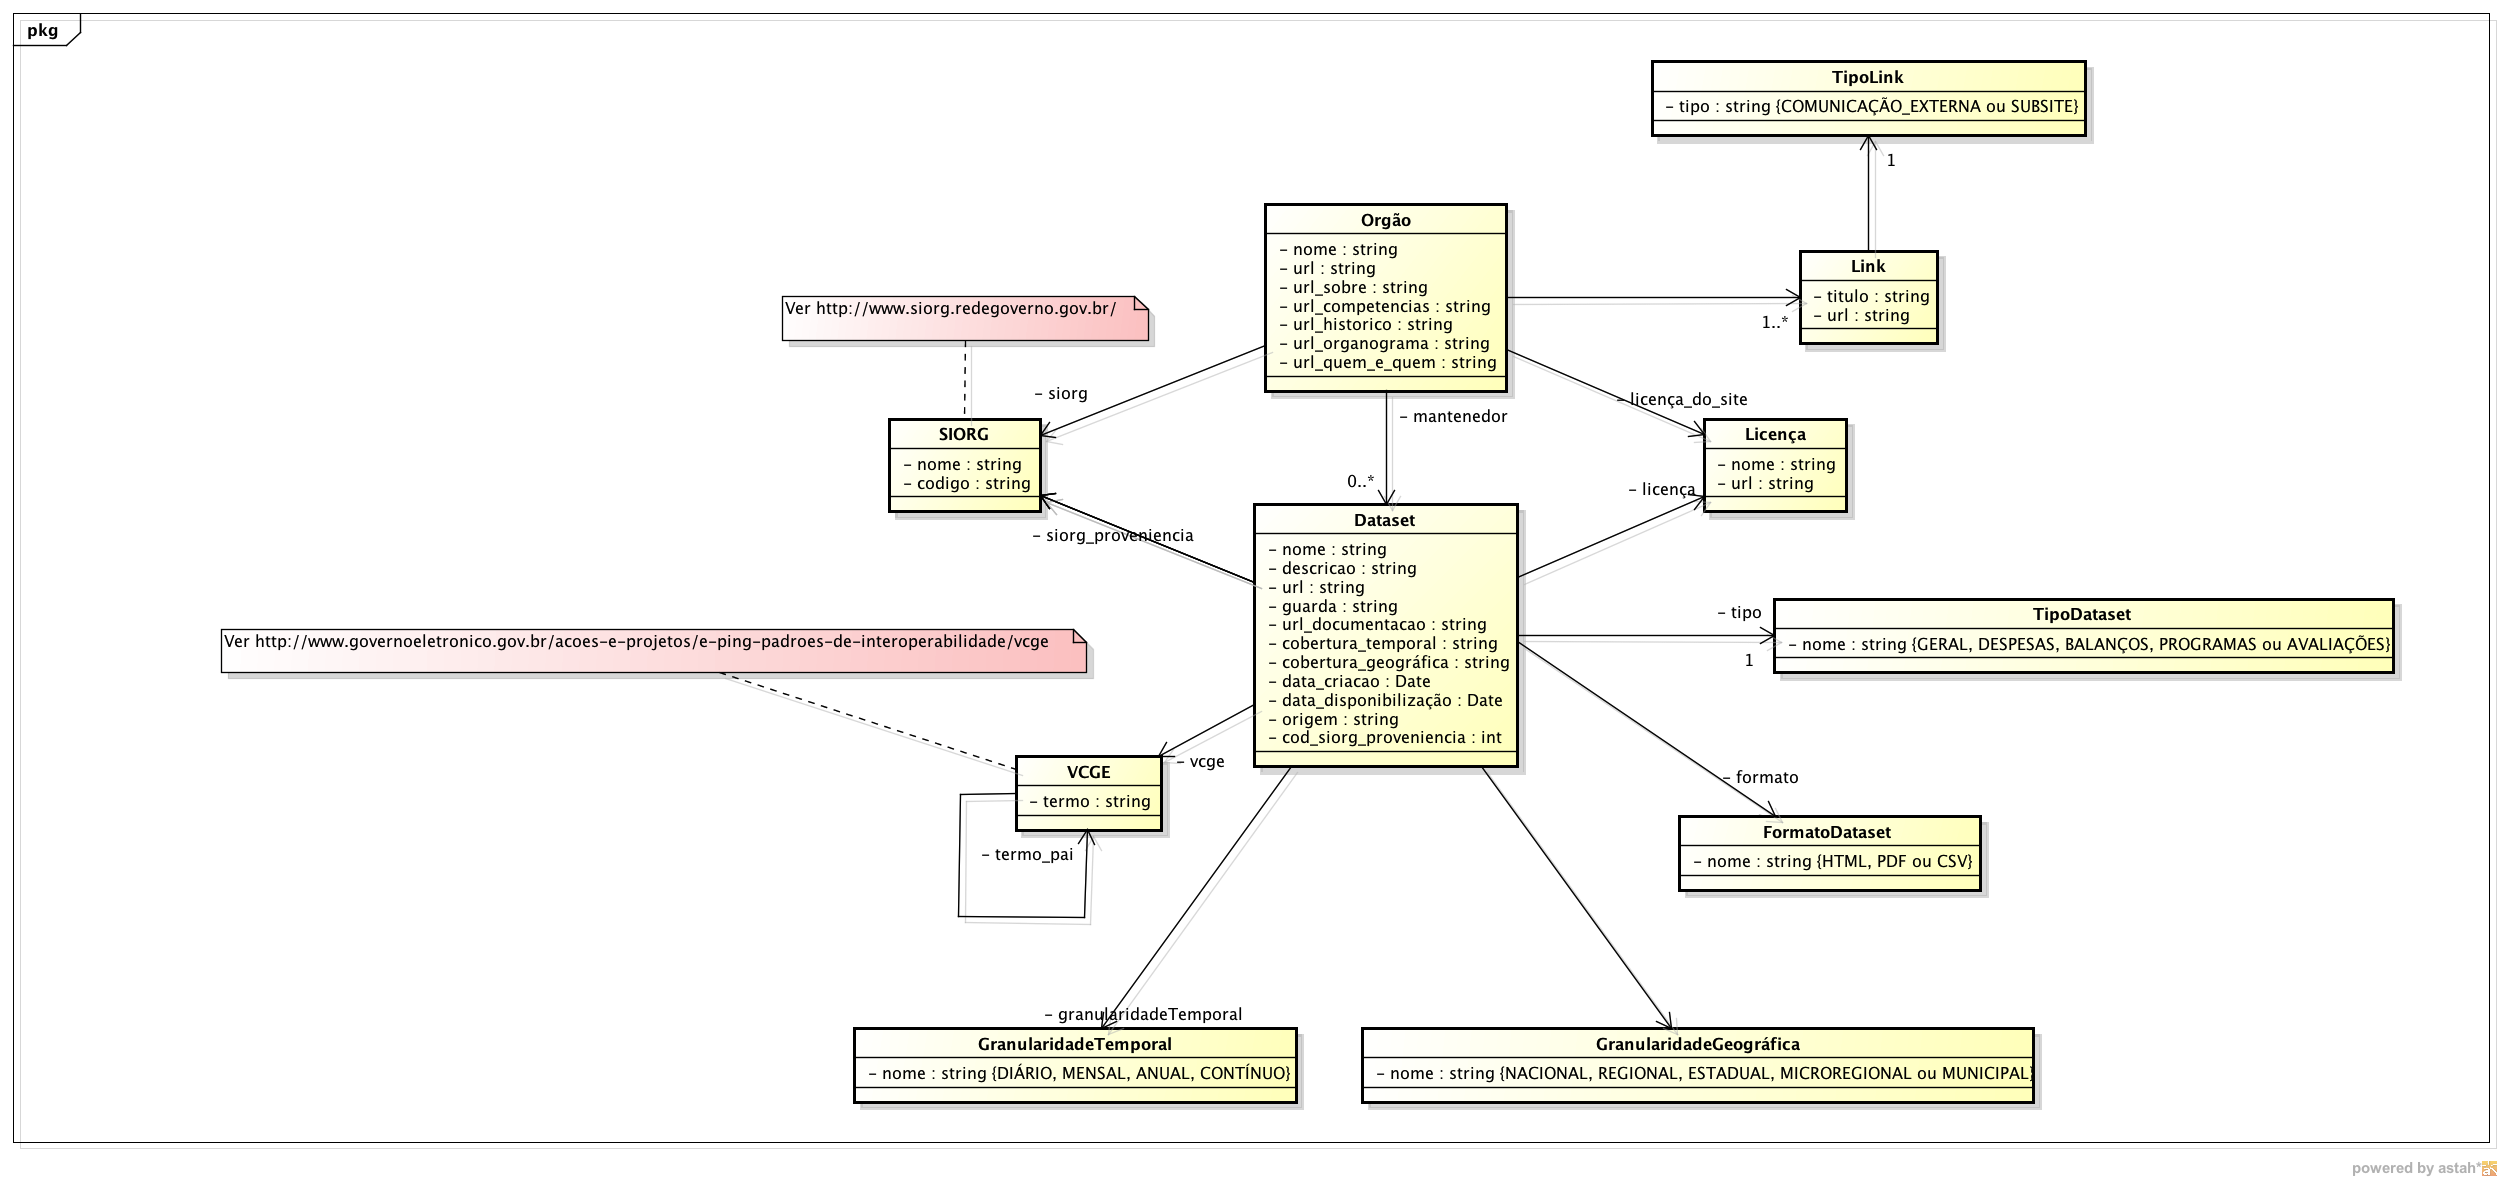 pkg
TipoLink
- tipo : string {COMUNICAÇÃO_EXTERNA ou SUBSITE}
1
Orgão
- nome : string
- url : string
- url_sobre : string
- url_competencias : string
- url_historico : string
- url_organograma : string
- url_quem_e_quem : string
Link
- titulo : string
- url : string
1..*
Ver http://www.siorg.redegoverno.gov.br/
- siorg
- mantenedor
0..*
- licença_do_site
SIORG
- nome : string
- codigo : string
Licença
- nome : string
- url : string
- licença
- siorg_proveniencia
Dataset
- nome : string
- descricao : string
- url : string
- guarda : string
- url_documentacao : string
- cobertura_temporal : string
- cobertura_geográfica : string
- data_criacao : Date
- data_disponibilização : Date
- origem : string
- cod_siorg_proveniencia : int
- tipo
1
TipoDataset
- nome : string {GERAL, DESPESAS, BALANÇOS, PROGRAMAS ou AVALIAÇÕES}
Ver http://www.governoeletronico.gov.br/acoes-e-projetos/e-ping-padroes-de-interoperabilidade/vcge
- vcge
VCGE
- termo : string
- termo_pai
- formato
FormatoDataset
- nome : string {HTML, PDF ou CSV}
- granularidadeTemporal
GranularidadeTemporal
- nome : string {DIÁRIO, MENSAL, ANUAL, CONTÍNUO}
GranularidadeGeográfica
- nome : string {NACIONAL, REGIONAL, ESTADUAL, MICROREGIONAL ou MUNICIPAL}
powered by astah*